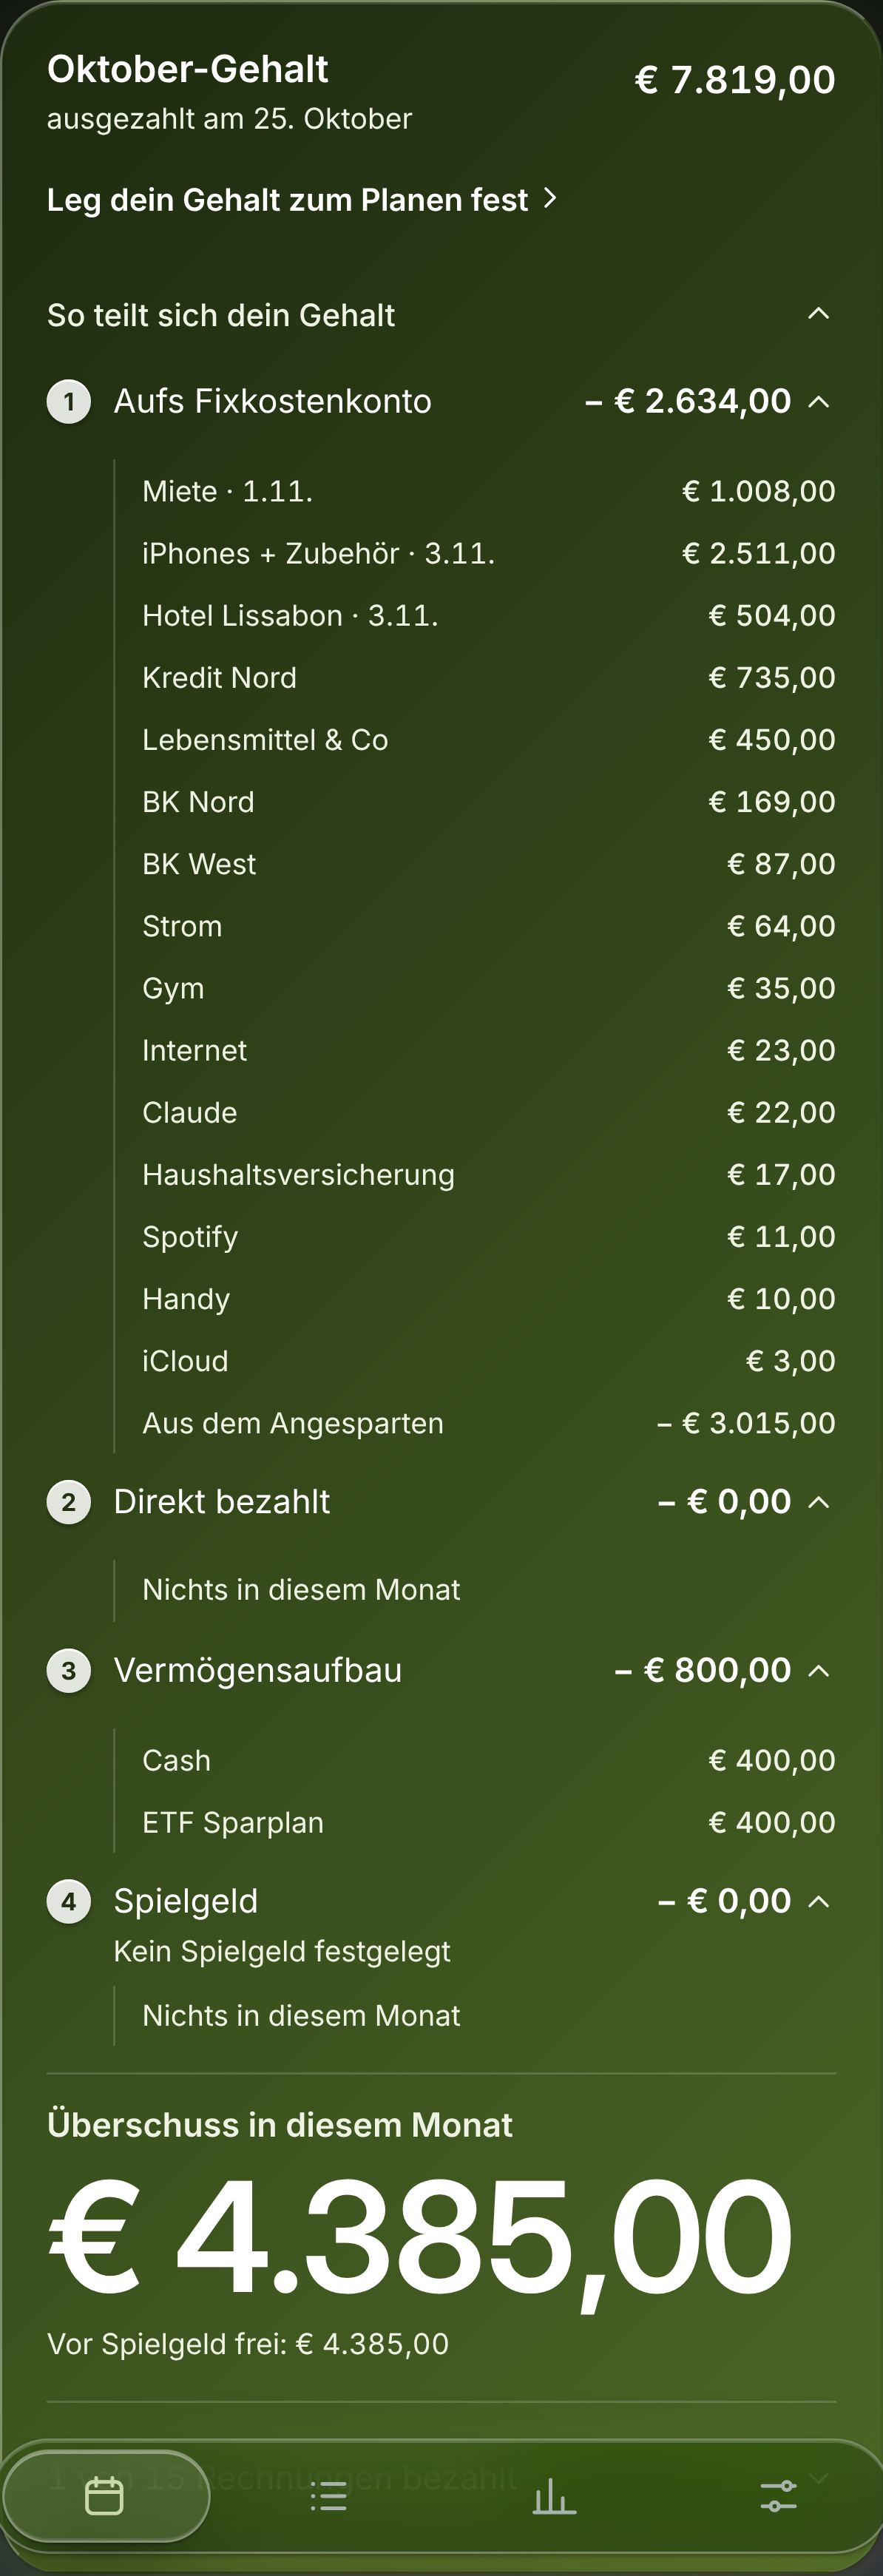 Oktober-Gehalt
€ 7.819,00
ausgezahlt am 25. Oktober
Leg dein Gehalt zum Planen fest
So teilt sich dein Gehalt
1 Aufs Fixkostenkonto – € 2.634,00
Miete · 1.11. € 1.008,00
iPhones + Zubehör · 3.11. € 2.511,00
Hotel Lissabon · 3.11. € 504,00
Kredit Nord € 735,00
Lebensmittel & Co € 450,00
BK Nord € 169,00
BK West € 87,00
Strom € 64,00
Gym € 35,00
Internet € 23,00
Claude € 22,00
Haushaltsversicherung € 17,00
Spotify € 11,00
Handy € 10,00
iCloud € 3,00
Aus dem Angesparten – € 3.015,00
2 Direkt bezahlt – € 0,00
Nichts in diesem Monat
3 Vermögensaufbau – € 800,00
Cash € 400,00
ETF Sparplan € 400,00
4 Spielgeld – € 0,00
Kein Spielgeld festgelegt
Nichts in diesem Monat
Überschuss in diesem Monat
€ 4.385,00
Vor Spielgeld frei: € 4.385,00
1 von 15 Rechnungen bezahlt